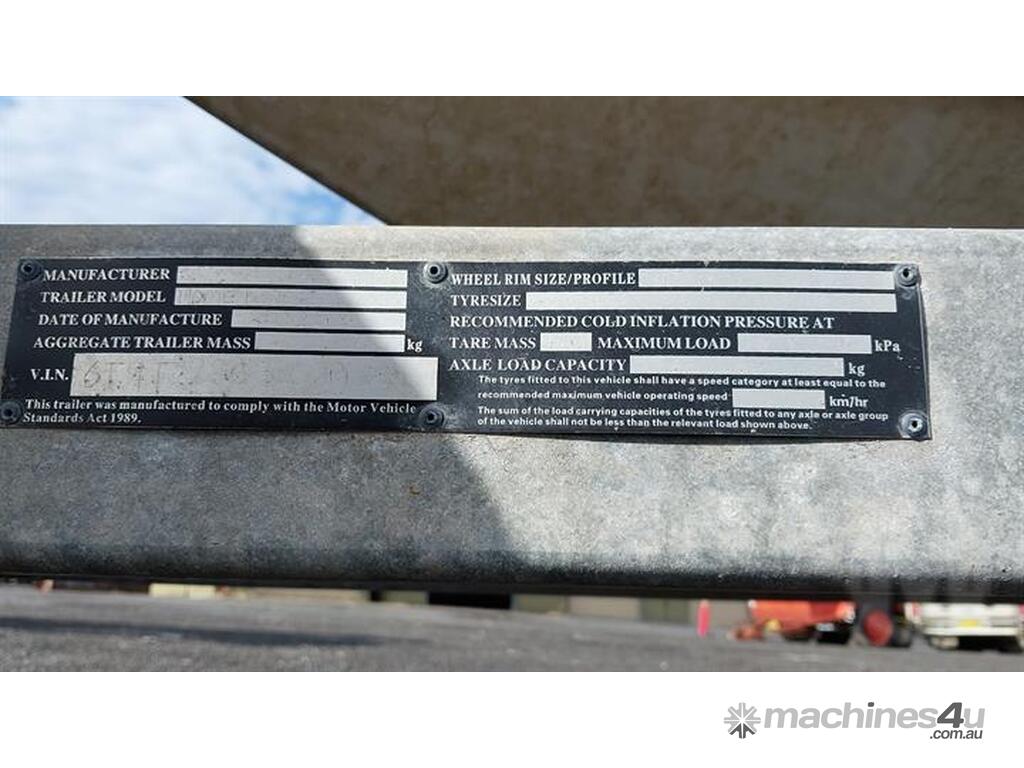 MANUFACTURER
TRAILER MODEL
DATE OF MANUFACTURE
AGGREGATE TRAILER MASS kg
V.I.N.
This trailer was manufactured to comply with the Motor Vehicle
Standards Act 1989.
WHEEL RIM SIZE/PROFILE
TYRESIZE
RECOMMENDED COLD INFLATION PRESSURE AT
TARE MASS MAXIMUM LOAD kPa
AXLE LOAD CAPACITY kg
The tyres fitted to this vehicle shall have a speed category at least equal to the
recommended maximum vehicle operating speed km/hr
The sum of the load carrying capacities of the tyres fitted to any axle or axle group
of the vehicle shall not be less than the relevant load shown above.
machines4u
.com.au